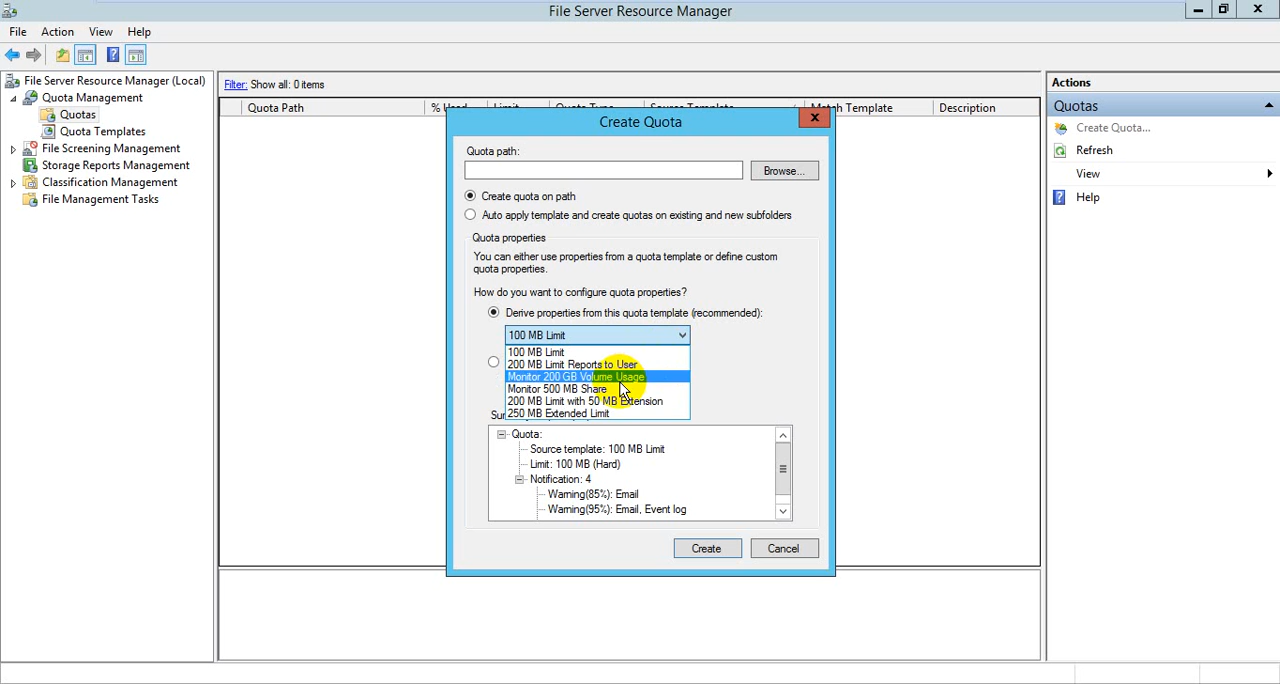 File Server Resource Manager
File Action View Help
File Server Resource Manager (Local)
Quota Management
Quotas
Quota Templates
File Screening Management
Storage Reports Management
Classification Management
File Management Tasks
Filter: Show all: 0 items
Quota Path % Used Limit Quota Type Source Template Match Template Description
Create Quota
Quota path:
Browse...
Create quota on path
Auto apply template and create quotas on existing and new subfolders
Quota properties
You can either use properties from a quota template or define custom
quota properties.
How do you want to configure quota properties?
Derive properties from this quota template (recommended):
100 MB Limit
100 MB Limit
200 MB Limit Reports to User
Monitor 200 GB Volume Usage
Monitor 500 MB Share
200 MB Limit with 50 MB Extension
250 MB Extended Limit
Quota:
Source template: 100 MB Limit
Limit: 100 MB (Hard)
Notification: 4
Warning(85%): Email
Warning(95%): Email, Event log
Create Cancel
Actions
Quotas
Create Quota...
Refresh
View
Help